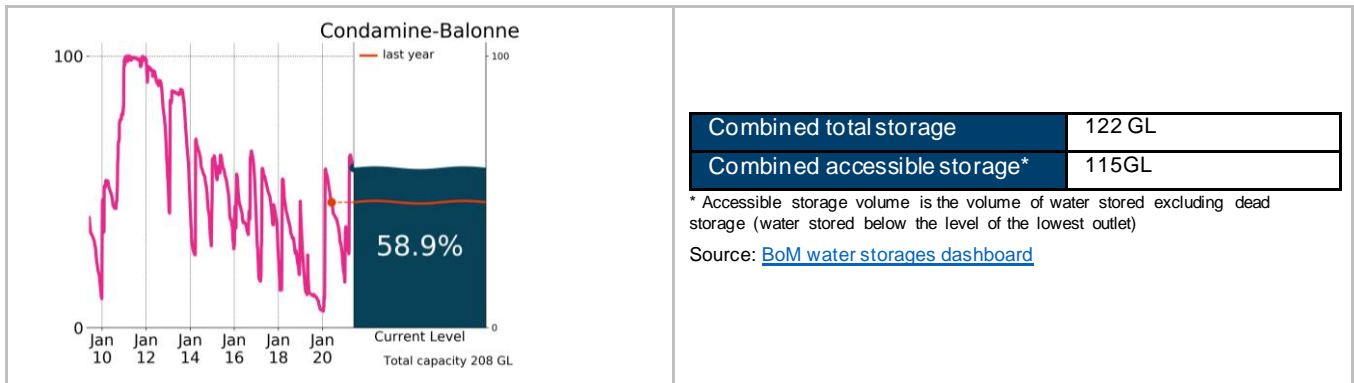 Condamine-Balonne
100
last year
100
58.9%
0
0
Jan 10
Jan 12
Jan 14
Jan 16
Jan 18
Jan 20
Current Level
Total capacity 208 GL
Combined total storage 122 GL
Combined accessible storage* 115GL
* Accessible storage volume is the volume of water stored excluding dead
storage (water stored below the level of the lowest outlet)
Source: BoM water storages dashboard